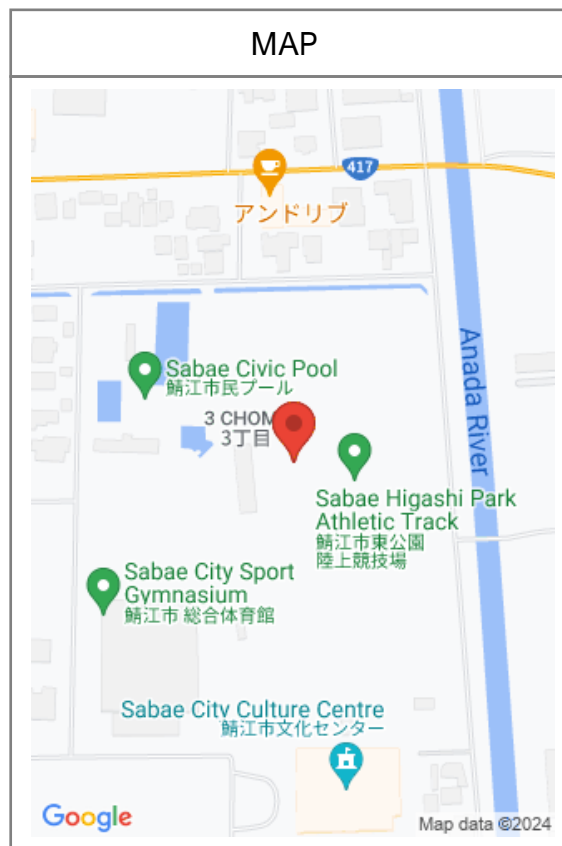 MAP
417
アンドリブ
Sabae Civic Pool
鯖江市民プール
3 CHOM
3丁目
Anada River
Sabae Higashi Park
Athletic Track
鯖江市東公園
陸上競技場
Sabae City Sport
Gymnasium
鯖江市 総合体育館
Sabae City Culture Centre
鯖江市文化センター
Google
Map data ©2024